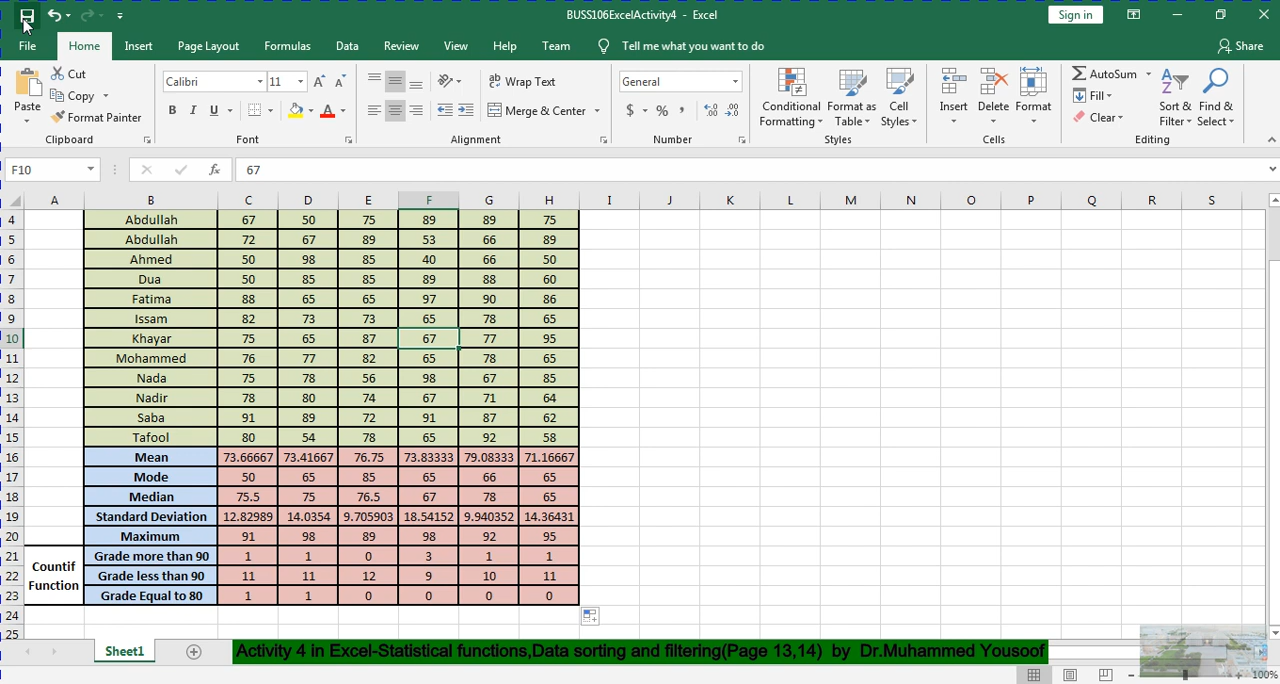 BUSS106ExcelActivity4 - Excel
Sign in
File Home Insert Page Layout Formulas Data Review View Help Team Tell me what you want to do Share
Paste Cut Copy Format Painter Clipboard
Calibri 11 B I U A Font
Wrap Text Merge & Center Alignment
General $ % , Number
Conditional Formatting Format as Table Cell Styles Styles
Insert Delete Format Cells
AutoSum Fill Clear Sort & Filter Find & Select Editing
F10 fx 67
A B C D E F G H I J K L M N O P Q R S
4 Abdullah 67 50 75 89 89 75
5 Abdullah 72 67 89 53 66 89
6 Ahmed 50 98 85 40 66 50
7 Dua 50 85 85 89 88 60
8 Fatima 88 65 65 97 90 86
9 Issam 82 73 73 65 78 65
10 Khayar 75 65 87 67 77 95
11 Mohammed 76 77 82 65 78 65
12 Nada 75 78 56 98 67 85
13 Nadir 78 80 74 67 71 64
14 Saba 91 89 72 91 87 62
15 Tafool 80 54 78 65 92 58
16 Mean 73.66667 73.41667 76.75 73.83333 79.08333 71.16667
17 Mode 50 65 85 65 66 65
18 Median 75.5 75 76.5 67 78 65
19 Standard Deviation 12.82989 14.0354 9.705903 18.54152 9.940352 14.36431
20 Maximum 91 98 89 98 92 95
21 Countif Function Grade more than 90 1 1 0 3 1 1
22 Grade less than 90 11 11 12 9 10 11
23 Grade Equal to 80 1 1 0 0 0 0
24
25
Sheet1
Activity 4 in Excel-Statistical functions,Data sorting and filtering(Page 13,14) by Dr.Muhammed Yousoof
100%